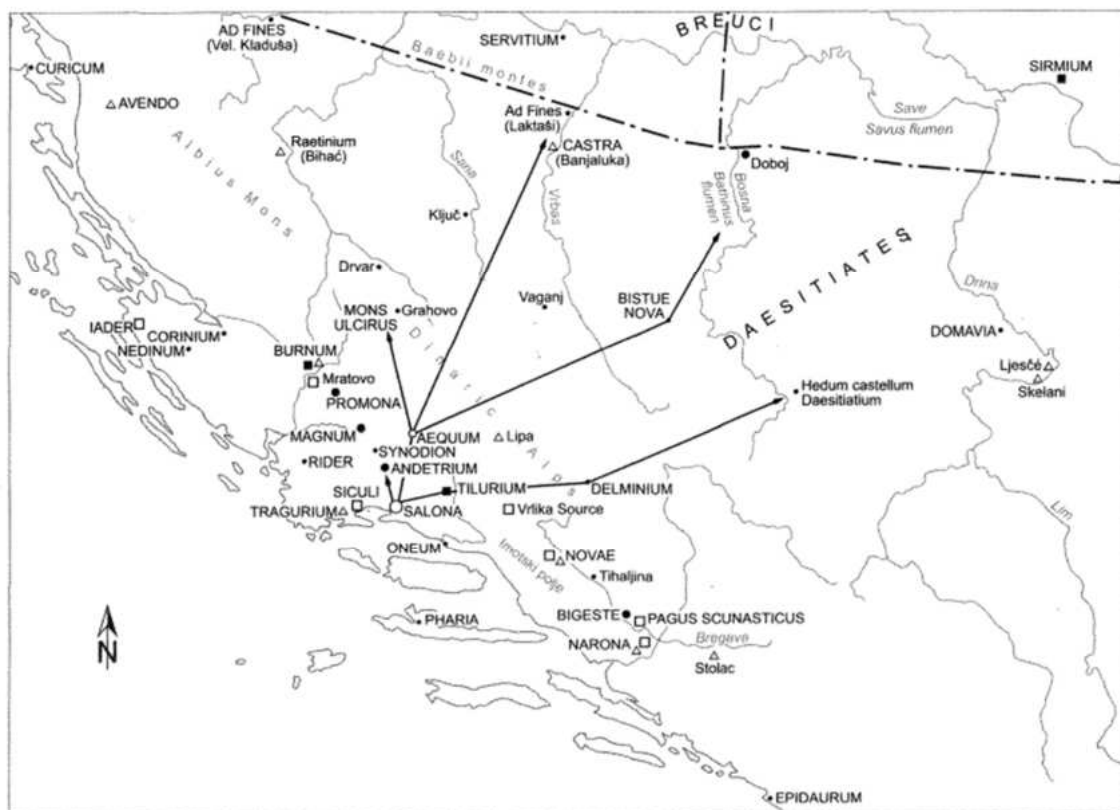 BREUCI
AD FINES
(Vel. Kladuša)
SERVITIUM
Baebii montes
CURICUM
SIRMIUM
AVENDO
Save
Savus flumen
Ad Fines
(Laktaši)
Albius Mons
Raetinium
(Bihać)
CASTRA
(Banjaluka)
Doboj
Sana
Vrbas
Bosna
Bathinus
flumen
Ključ
DAESITIATES
Drvar
Drina
MONS
ULCIRUS
Grahovo
Vaganj
BISTUE
NOVA
IADER
CORINIUM
NEDINUM
DOMAVIA
BURNUM
Dinaric Alps
Mratovo
PROMONA
Ljesče
Skelani
Hedum castellum
Daesitiatium
MAGNUM
AEQUUM
Lipa
SYNODION
RIDER
ANDETRIUM
SICULI
TILURIUM
DELMINIUM
TRAGURIUM
SALONA
Vrlika Source
Lim
ONEUM
Imotski polje
NOVAE
Tihaljina
PHARIA
BIGESTE
PAGUS SCUNASTICUS
NARONA
Bregava
Stolac
N
EPIDAURUM